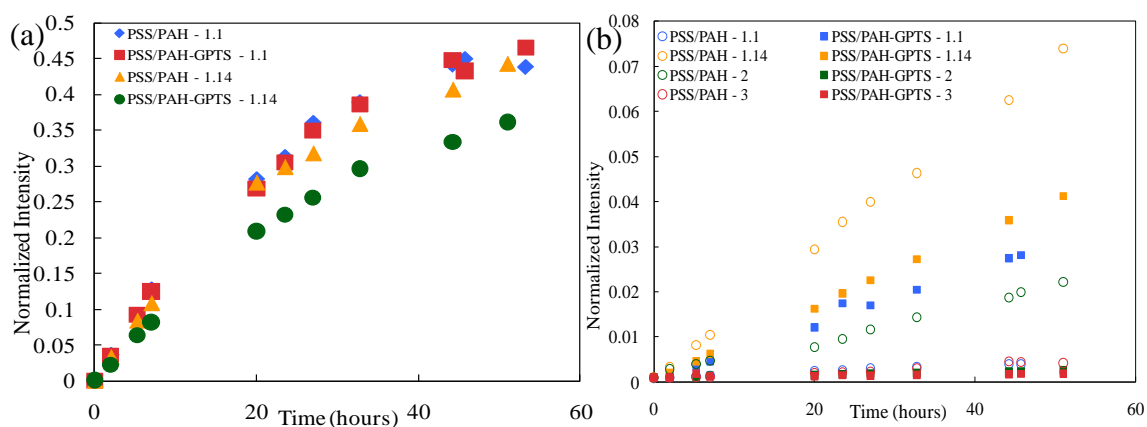 (a)
PSS/PAH - 1.1
PSS/PAH-GPTS - 1.1
PSS/PAH - 1.14
PSS/PAH-GPTS - 1.14
Normalized Intensity
0.5
0.45
0.4
0.35
0.3
0.25
0.2
0.15
0.1
0.05
0
0 20 40 60
Time (hours)
(b)
PSS/PAH - 1.1 PSS/PAH-GPTS - 1.1
PSS/PAH - 1.14 PSS/PAH-GPTS - 1.14
PSS/PAH - 2 PSS/PAH-GPTS - 2
PSS/PAH - 3 PSS/PAH-GPTS - 3
Normalized Intensity
0.08
0.07
0.06
0.05
0.04
0.03
0.02
0.01
0.00
0 20 40 60
Time (hours)